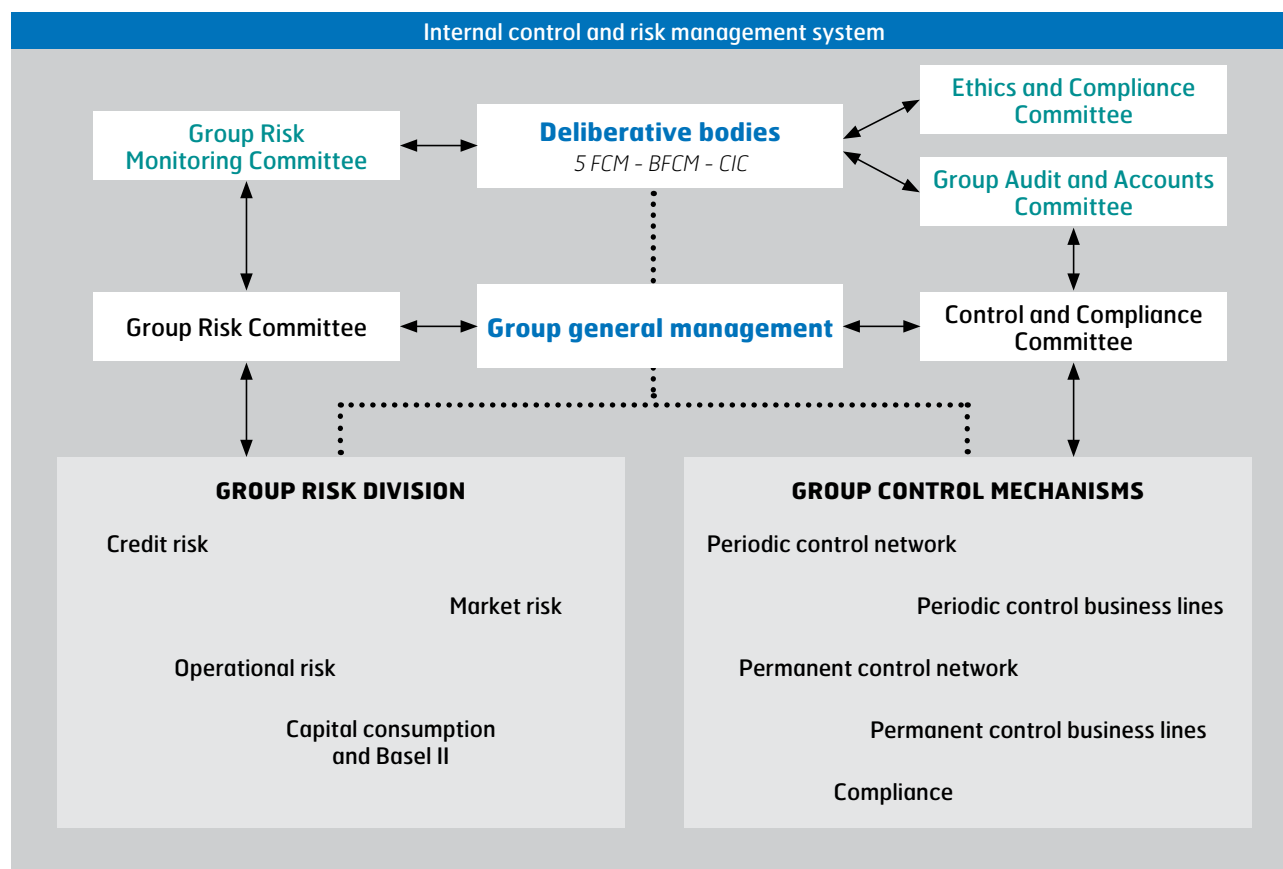 Internal control and risk management system
Ethics and Compliance
Committee
Group Risk
Monitoring Committee
Deliberative bodies
5 FCM - BFCM - CIC
Group Audit and Accounts
Committee
Group Risk Committee
Group general management
Control and Compliance
Committee
GROUP RISK DIVISION
Credit risk
Market risk
Operational risk
Capital consumption
and Basel II
GROUP CONTROL MECHANISMS
Periodic control network
Periodic control business lines
Permanent control network
Permanent control business lines
Compliance